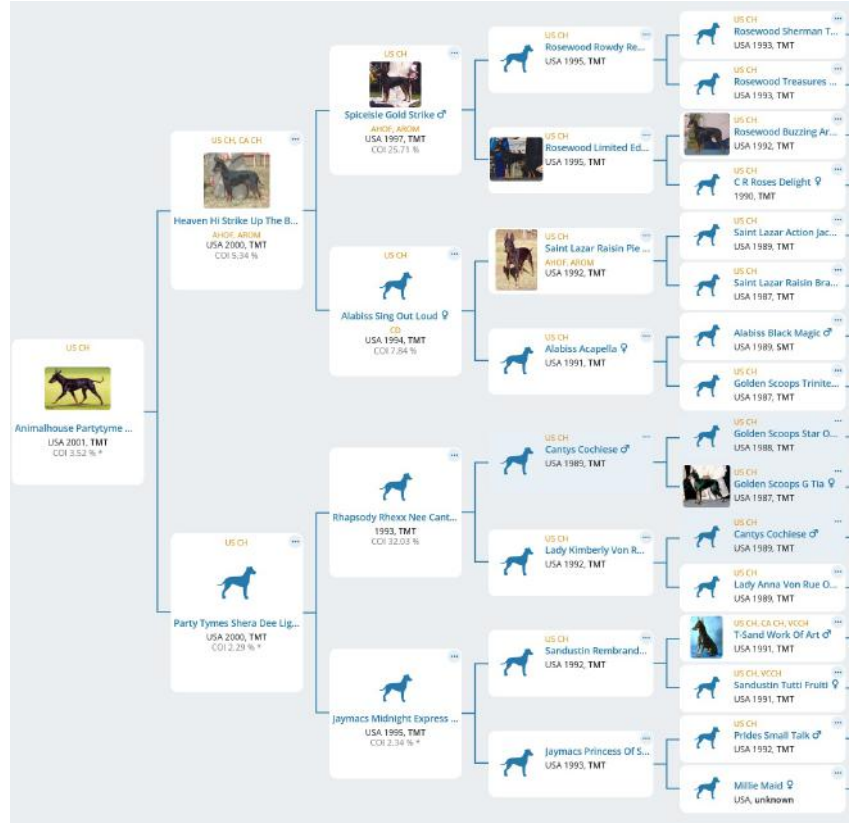 US CH
Animalhouse Partytyme ...
USA 2001, TMT
COI 3.52 % *
US CH, CA CH
Heaven Hi Strike Up The B...
AHOF, AROM
USA 2000, TMT
COI 5.34 %
US CH
Party Tymes Shera Dee Lig...
USA 2000, TMT
COI 2.29 % *
US CH
Spiceisle Gold Strike ♂
AHOF, AROM
USA 1997, TMT
COI 25.71 %
US CH
Alabiss Sing Out Loud ♀
CD
USA 1994, TMT
COI 7.64 %
Rhapsody Rhexx Nee Cant...
1993, TMT
COI 32.03 %
Jaymacs Midnight Express ...
USA 1995, TMT
COI 2.34 % *
US CH
Rosewood Rowdy Re...
USA 1995, TMT
US CH
Rosewood Limited Ed...
USA 1995, TMT
US CH
Saint Lazar Raisin Pie ...
AHOF, AROM
USA 1992, TMT
US CH
Alabiss Acapella ♀
USA 1991, TMT
US CH
Cantys Cochiese ♂
USA 1989, TMT
US CH
Lady Kimberly Von R...
USA 1992, TMT
US CH
Sandustin Rembrand...
USA 1992, TMT
Jaymacs Princess Of S...
USA 1993, TMT
US CH
Rosewood Sherman T...
USA 1993, TMT
US CH
Rosewood Treasures ...
USA 1993, TMT
US CH
Rosewood Buzzing Ar...
USA 1992, TMT
US CH
C R Roses Delight ♀
1990, TMT
US CH
Saint Lazar Action Jac...
USA 1989, TMT
US CH
Saint Lazar Raisin Bra...
USA 1987, TMT
Alabiss Black Magic ♂
USA 1989, SMT
US CH
Golden Scoops Trinite...
USA 1987, TMT
US CH
Golden Scoops Star O...
USA 1988, TMT
US CH
Golden Scoops G Tia ♀
USA 1987, TMT
US CH
Cantys Cochiese ♂
USA 1989, TMT
US CH
Lady Anna Von Rue O...
USA 1989, TMT
US CH, CA CH, VCCH
T-Sand Work Of Art ♂
USA 1991, TMT
US CH, VCCH
Sandustin Tutti Fruiti ♀
USA 1991, TMT
US CH
Prides Small Talk ♂
USA 1992, TMT
Millie Maid ♀
USA, unknown